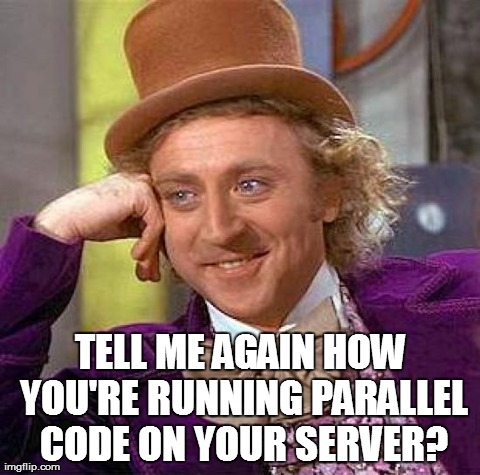 TELL ME AGAIN HOW
YOU'RE RUNNING PARALLEL
CODE ON YOUR SERVER?
imgflip.com